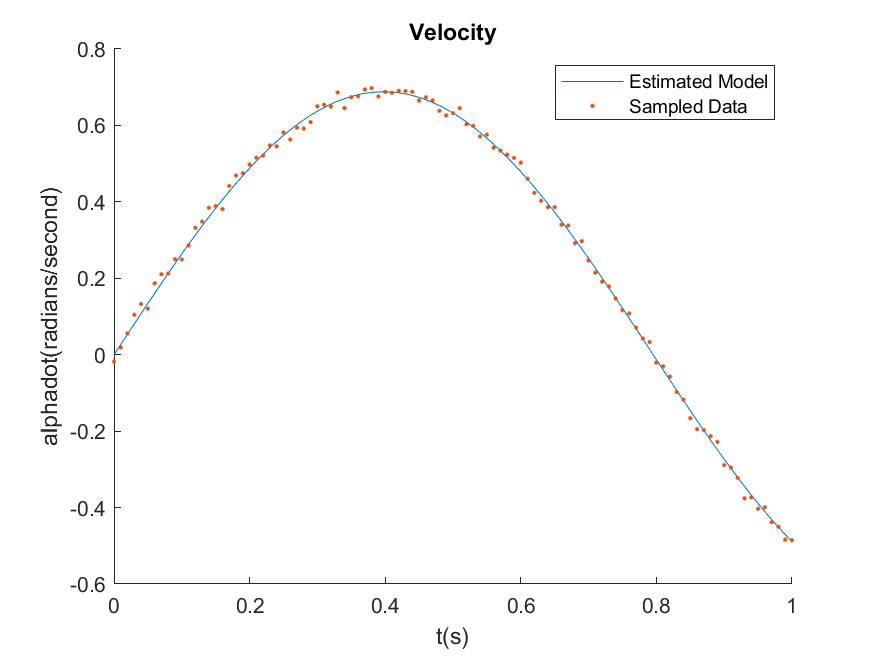 Velocity
0.8
Estimated Model
Sampled Data
0.6
0.4
0.2
0
-0.2
-0.4
-0.6
alphadot(radians/second)
0 0.2 0.4 0.6 0.8 1
t(s)